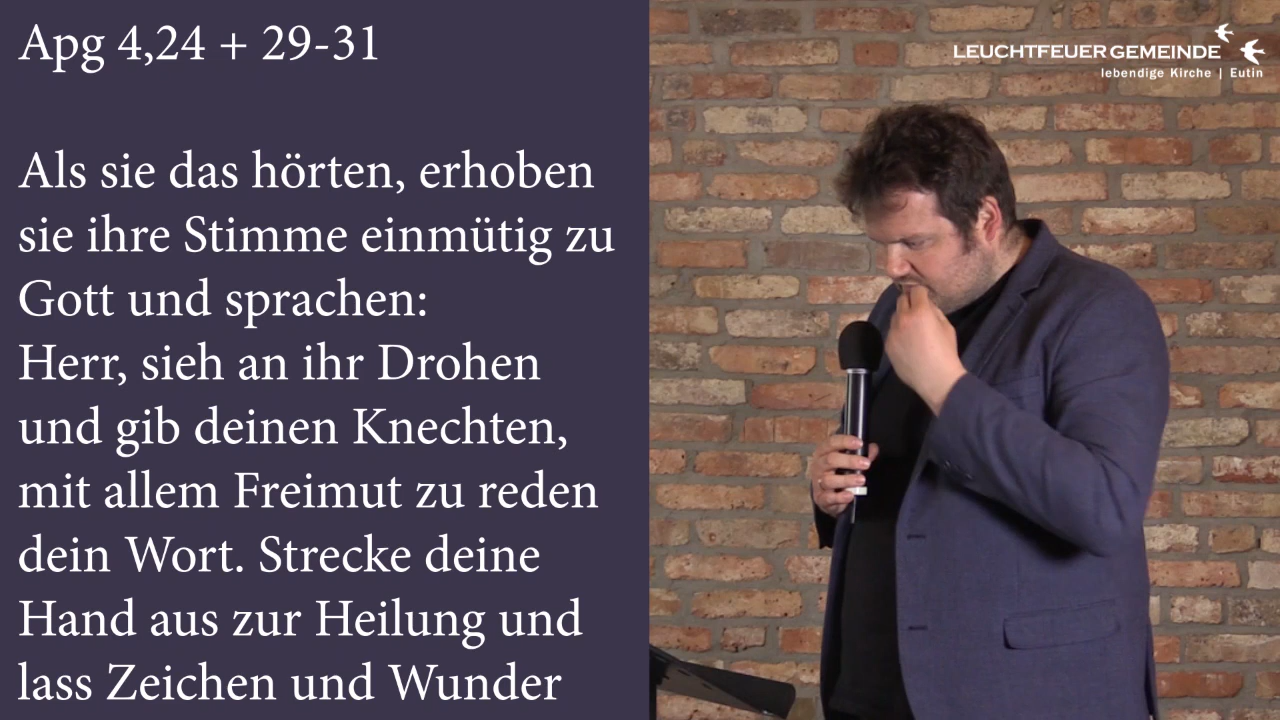 Apg 4,24 + 29-31
Als sie das hörten, erhoben
sie ihre Stimme einmütig zu
Gott und sprachen:
Herr, sieh an ihr Drohen
und gib deinen Knechten,
mit allem Freimut zu reden
dein Wort. Strecke deine
Hand aus zur Heilung und
lass Zeichen und Wunder
LEUCHTFEUER GEMEINDE
lebendige Kirche | Eutin